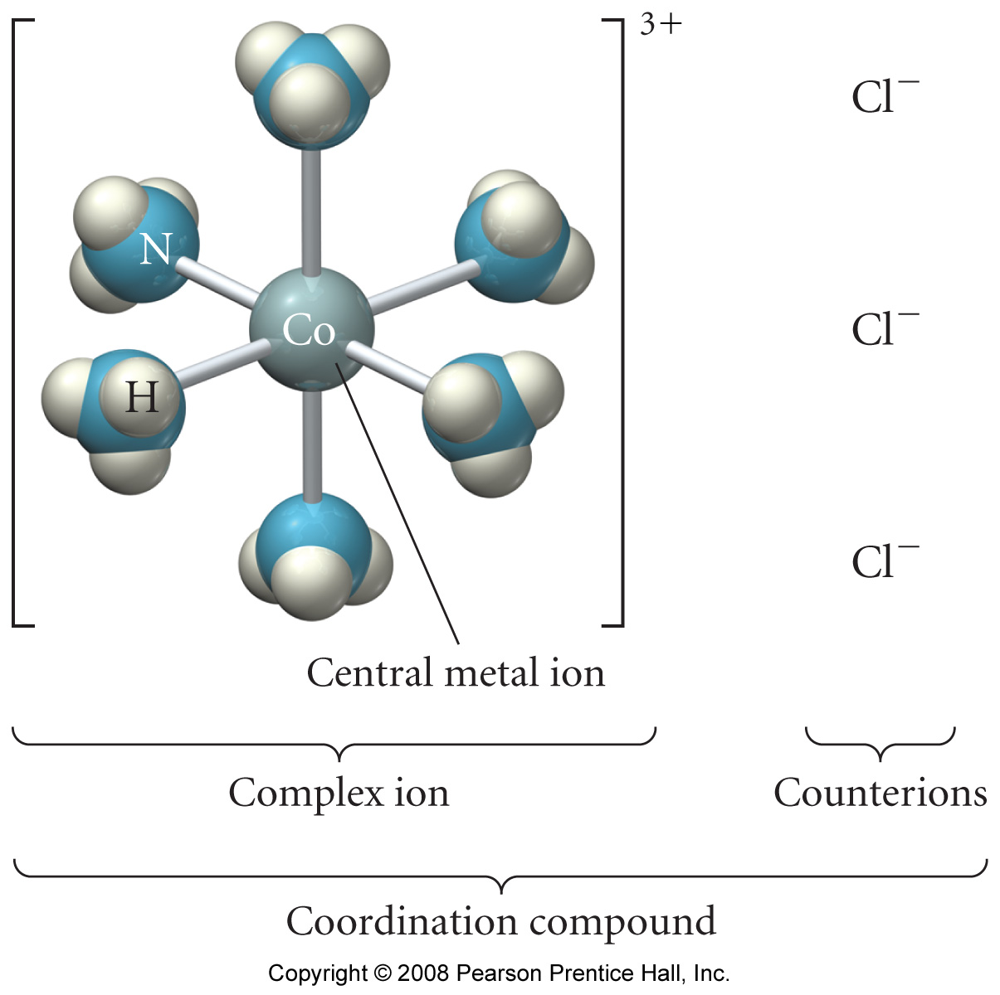 3+
Cl−
N
Co
Cl−
H
Cl−
Central metal ion
Complex ion
Counterions
Coordination compound
Copyright © 2008 Pearson Prentice Hall, Inc.